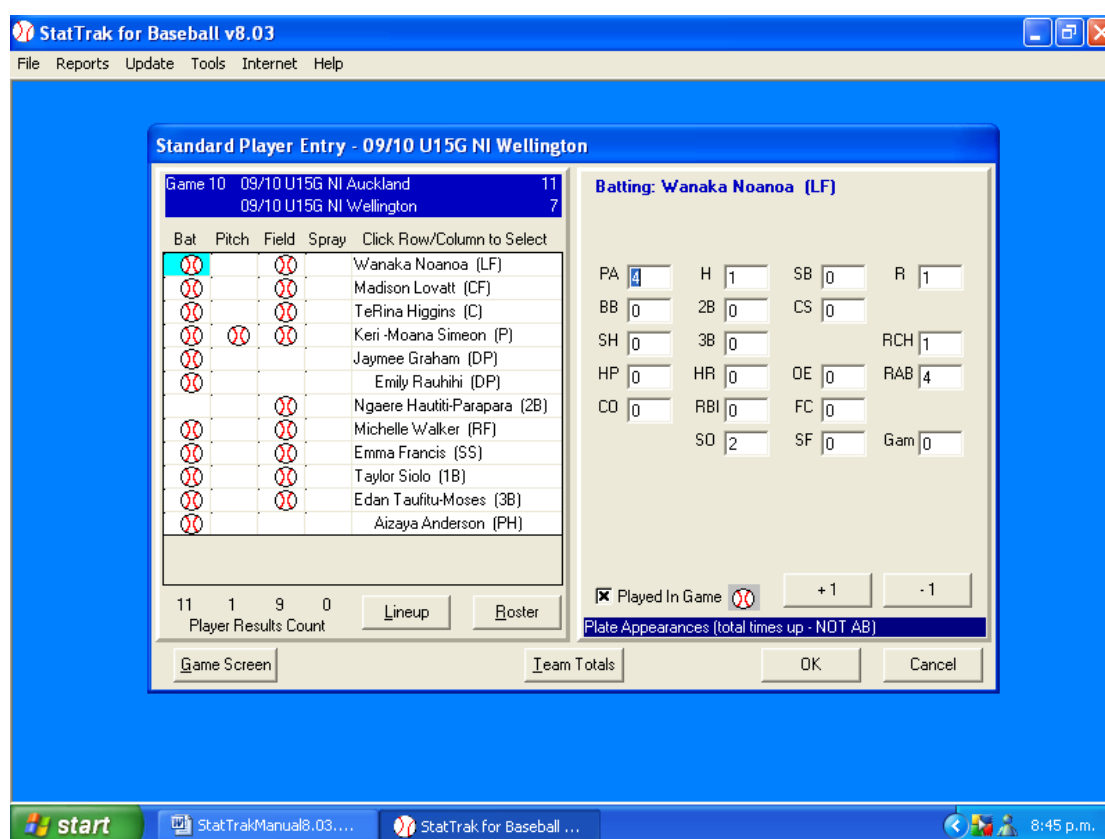 StatTrak for Baseball v8.03
File Reports Update Tools Internet Help
Standard Player Entry - 09/10 U15G NI Wellington
Game 10 09/10 U15G NI Auckland 11
09/10 U15G NI Wellington 7
Bat Pitch Field Spray Click Row/Column to Select
Wanaka Noanoa (LF)
Madison Lovatt (CF)
TeRina Higgins (C)
Keri -Moana Simeon (P)
Jaymee Graham (DP)
Emily Rauhihi (DP)
Ngaere Hautiti-Parapara (2B)
Michelle Walker (RF)
Emma Francis (SS)
Taylor Siolo (1B)
Edan Taufitu-Moses (3B)
Aizaya Anderson (PH)
11 1 9 0
Player Results Count
Lineup Roster
Batting: Wanaka Noanoa (LF)
PA 4 H 1 SB 0 R 1
BB 0 2B 0 CS 0
SH 0 3B 0 RCH 1
HP 0 HR 0 OE 0 RAB 4
CO 0 RBI 0 FC 0
SO 2 SF 0 Gam 0
Played In Game +1 -1
Plate Appearances (total times up - NOT AB)
Game Screen Team Totals OK Cancel
start StatTrakManual8.03.... StatTrak for Baseball ... 8:45 p.m.